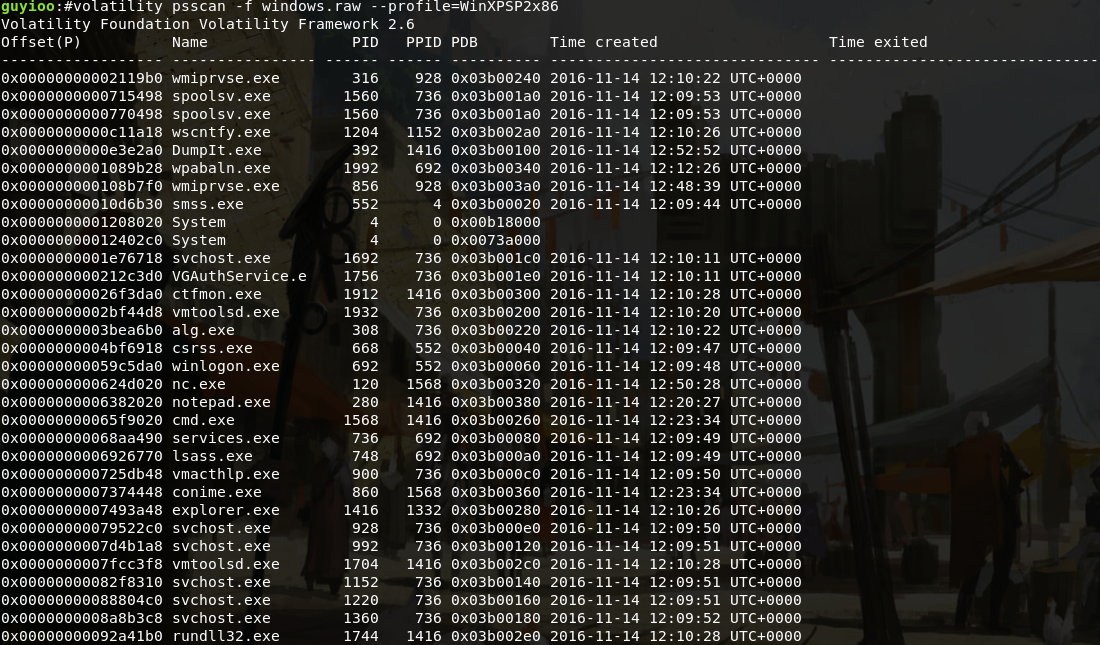 guyioo:#volatility psscan -f windows.raw --profile=WinXPSP2x86
Volatility Foundation Volatility Framework 2.6
Offset(P)          Name                PID   PPID PDB        Time created                   Time exited
------------------ ---------------- ------ ------ ---------- ------------------------------ ------------------------------
0x00000000002119b0 wmiprvse.exe        316    928 0x03b00240 2016-11-14 12:10:22 UTC+0000
0x0000000000715498 spoolsv.exe        1560    736 0x03b001a0 2016-11-14 12:09:53 UTC+0000
0x0000000000770498 spoolsv.exe        1560    736 0x03b001a0 2016-11-14 12:09:53 UTC+0000
0x0000000000c11a18 wscntfy.exe        1204   1152 0x03b002a0 2016-11-14 12:10:26 UTC+0000
0x0000000000e3e2a0 DumpIt.exe          392   1416 0x03b00100 2016-11-14 12:52:52 UTC+0000
0x0000000001089b28 wpabaln.exe        1992    692 0x03b00340 2016-11-14 12:12:26 UTC+0000
0x000000000108b7f0 wmiprvse.exe        856    928 0x03b003a0 2016-11-14 12:48:39 UTC+0000
0x00000000010d6b30 smss.exe            552      4 0x03b00020 2016-11-14 12:09:44 UTC+0000
0x0000000001208020 System                4      0 0x00b18000
0x00000000012402c0 System                4      0 0x0073a000
0x0000000001e76718 svchost.exe        1692    736 0x03b001c0 2016-11-14 12:10:11 UTC+0000
0x000000000212c3d0 VGAuthService.e    1756    736 0x03b001e0 2016-11-14 12:10:11 UTC+0000
0x00000000026f3da0 ctfmon.exe         1912   1416 0x03b00300 2016-11-14 12:10:28 UTC+0000
0x0000000002bf44d8 vmtoolsd.exe       1932    736 0x03b00200 2016-11-14 12:10:20 UTC+0000
0x0000000003bea6b0 alg.exe             308    736 0x03b00220 2016-11-14 12:10:22 UTC+0000
0x0000000004bf6918 csrss.exe           668    552 0x03b00040 2016-11-14 12:09:47 UTC+0000
0x00000000059c5da0 winlogon.exe        692    552 0x03b00060 2016-11-14 12:09:48 UTC+0000
0x000000000624d020 nc.exe              120   1568 0x03b00320 2016-11-14 12:50:28 UTC+0000
0x0000000006382020 notepad.exe         280   1416 0x03b00380 2016-11-14 12:20:27 UTC+0000
0x00000000065f9020 cmd.exe            1568   1416 0x03b00260 2016-11-14 12:23:34 UTC+0000
0x00000000068aa490 services.exe        736    692 0x03b00080 2016-11-14 12:09:49 UTC+0000
0x0000000006926770 lsass.exe           748    692 0x03b000a0 2016-11-14 12:09:49 UTC+0000
0x000000000725db48 vmacthlp.exe        900    736 0x03b000c0 2016-11-14 12:09:50 UTC+0000
0x0000000007374448 conime.exe          860   1568 0x03b00360 2016-11-14 12:23:34 UTC+0000
0x0000000007493a48 explorer.exe       1416   1332 0x03b00280 2016-11-14 12:10:26 UTC+0000
0x00000000079522c0 svchost.exe         928    736 0x03b000e0 2016-11-14 12:09:50 UTC+0000
0x0000000007d4b1a8 svchost.exe         992    736 0x03b00120 2016-11-14 12:09:51 UTC+0000
0x0000000007fcc3f8 vmtoolsd.exe       1704   1416 0x03b002c0 2016-11-14 12:10:28 UTC+0000
0x00000000082f8310 svchost.exe        1152    736 0x03b00140 2016-11-14 12:09:51 UTC+0000
0x00000000088804c0 svchost.exe        1220    736 0x03b00160 2016-11-14 12:09:51 UTC+0000
0x0000000008a8b3c8 svchost.exe        1360    736 0x03b00180 2016-11-14 12:09:52 UTC+0000
0x00000000092a41b0 rundll32.exe       1744   1416 0x03b002e0 2016-11-14 12:10:28 UTC+0000